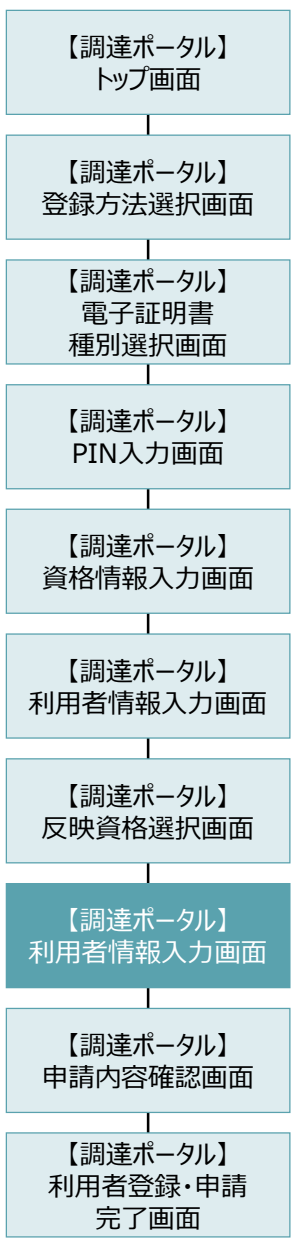 【調達ポータル】
トップ画面
【調達ポータル】
登録方法選択画面
【調達ポータル】
電子証明書
種別選択画面
【調達ポータル】
PIN入力画面
【調達ポータル】
資格情報入力画面
【調達ポータル】
利用者情報入力画面
【調達ポータル】
反映資格選択画面
【調達ポータル】
利用者情報入力画面
【調達ポータル】
申請内容確認画面
【調達ポータル】
利用者登録・申請
完了画面